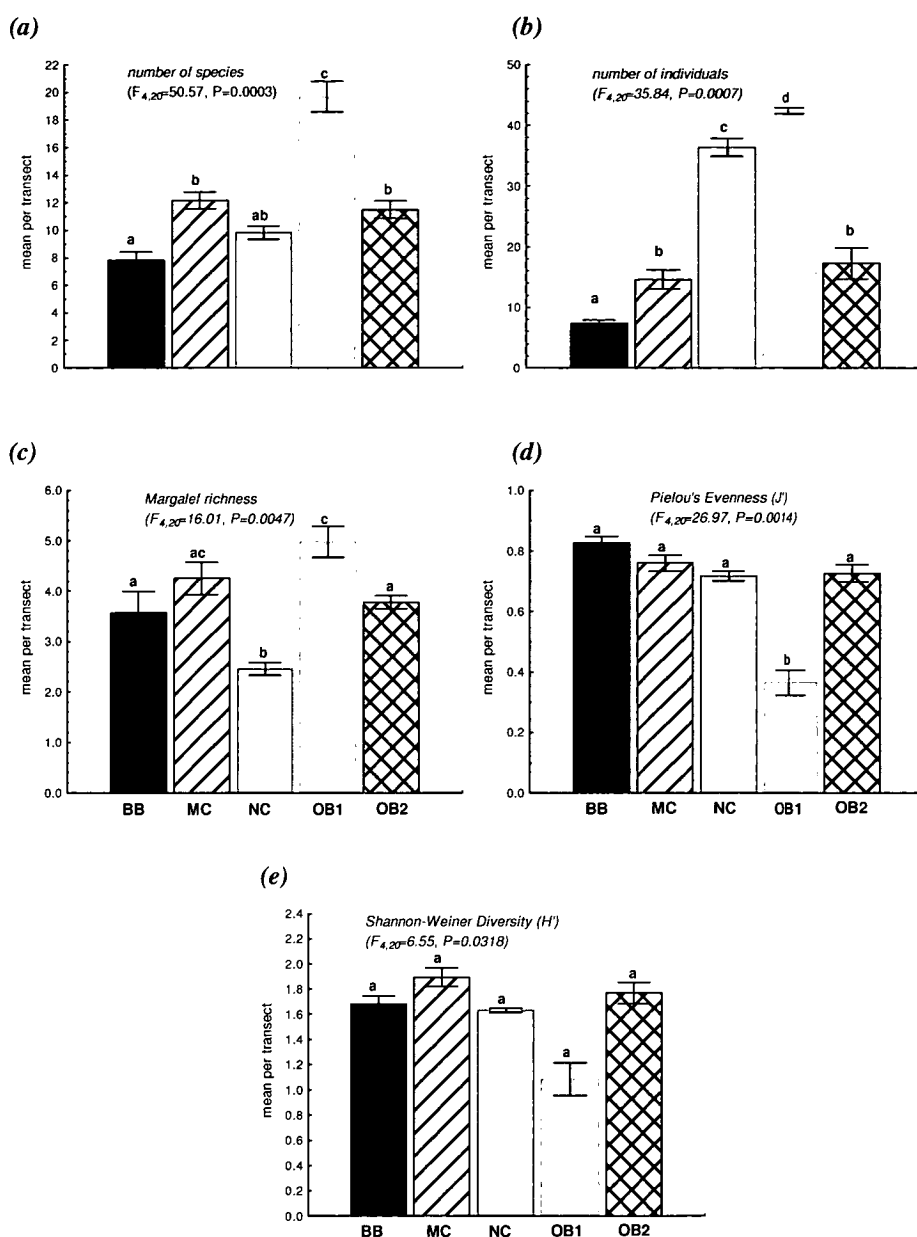 (a)
number of species
(F4,20=50.57, P=0.0003)
mean per transect
22
20
18
16
14
12
10
8
6
4
2
0
a
b
ab
c
b
(b)
number of individuals
(F4,20=35.84, P=0.0007)
mean per transect
50
40
30
20
10
0
a
b
c
d
b
(c)
Margalef richness
(F4,20=16.01, P=0.0047)
mean per transect
6.0
5.0
4.0
3.0
2.0
1.0
0.0
a
ac
b
c
a
BB MC NC OB1 OB2
(d)
Pielou's Evenness (J')
(F4,20=26.97, P=0.0014)
mean per transect
1.0
0.8
0.6
0.4
0.2
0.0
a
a
a
b
a
BB MC NC OB1 OB2
(e)
Shannon-Weiner Diversity (H')
(F4,20=6.55, P=0.0318)
mean per transect
2.4
2.2
2.0
1.8
1.6
1.4
1.2
1.0
0.8
0.6
0.4
0.2
0.0
a
a
a
a
a
BB MC NC OB1 OB2